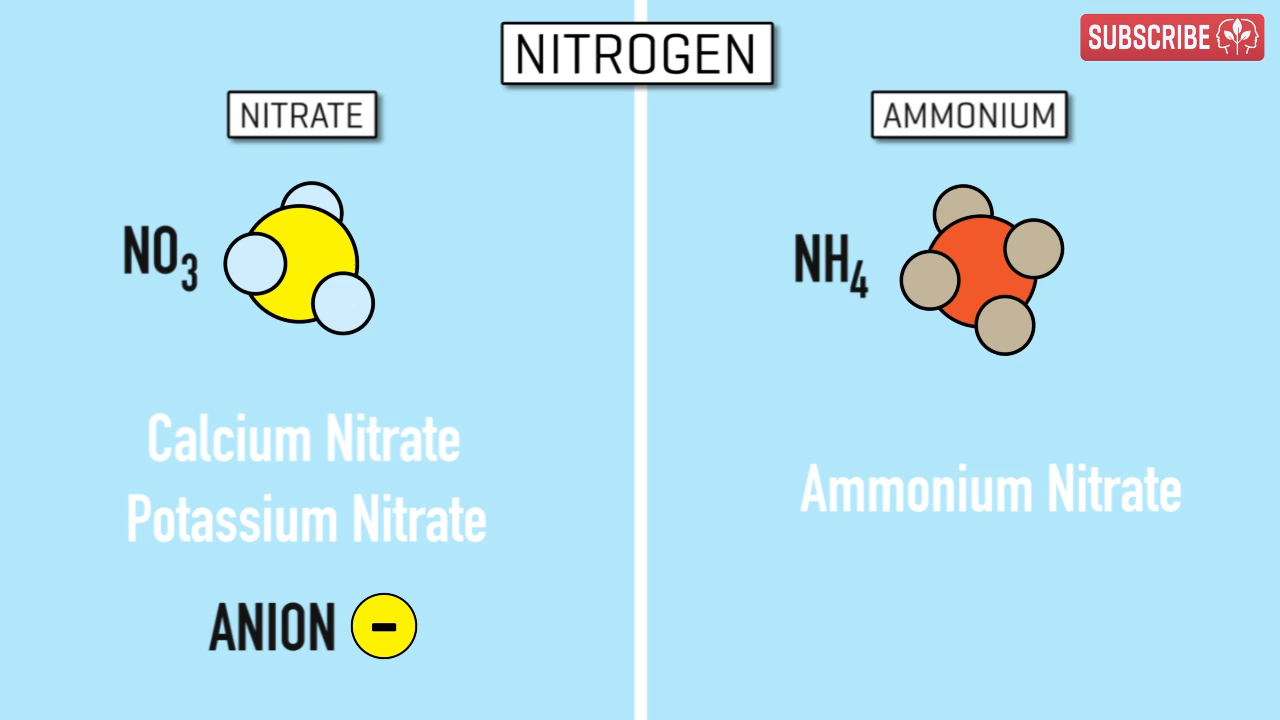 NITROGEN
SUBSCRIBE
NITRATE
NO₃
Calcium Nitrate
Potassium Nitrate
ANION -
AMMONIUM
NH₄
Ammonium Nitrate